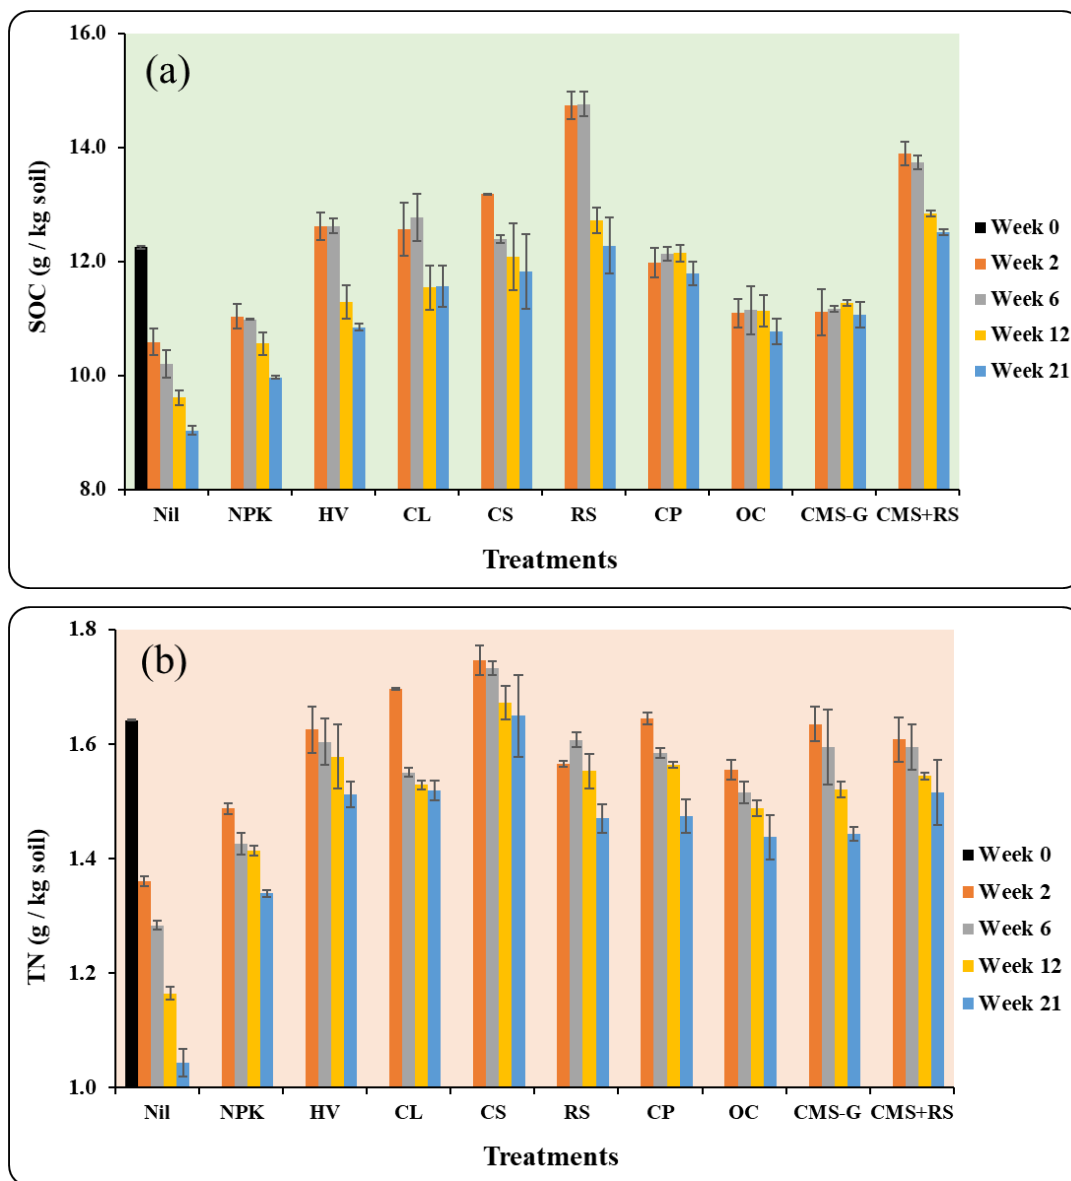 (a)
SOC (g / kg soil)
16.0
14.0
12.0
10.0
8.0
Nil NPK HV CL CS RS CP OC CMS-G CMS+RS
Treatments
Week 0
Week 2
Week 6
Week 12
Week 21
(b)
TN (g / kg soil)
1.8
1.6
1.4
1.2
1.0
Nil NPK HV CL CS RS CP OC CMS-G CMS+RS
Treatments
Week 0
Week 2
Week 6
Week 12
Week 21